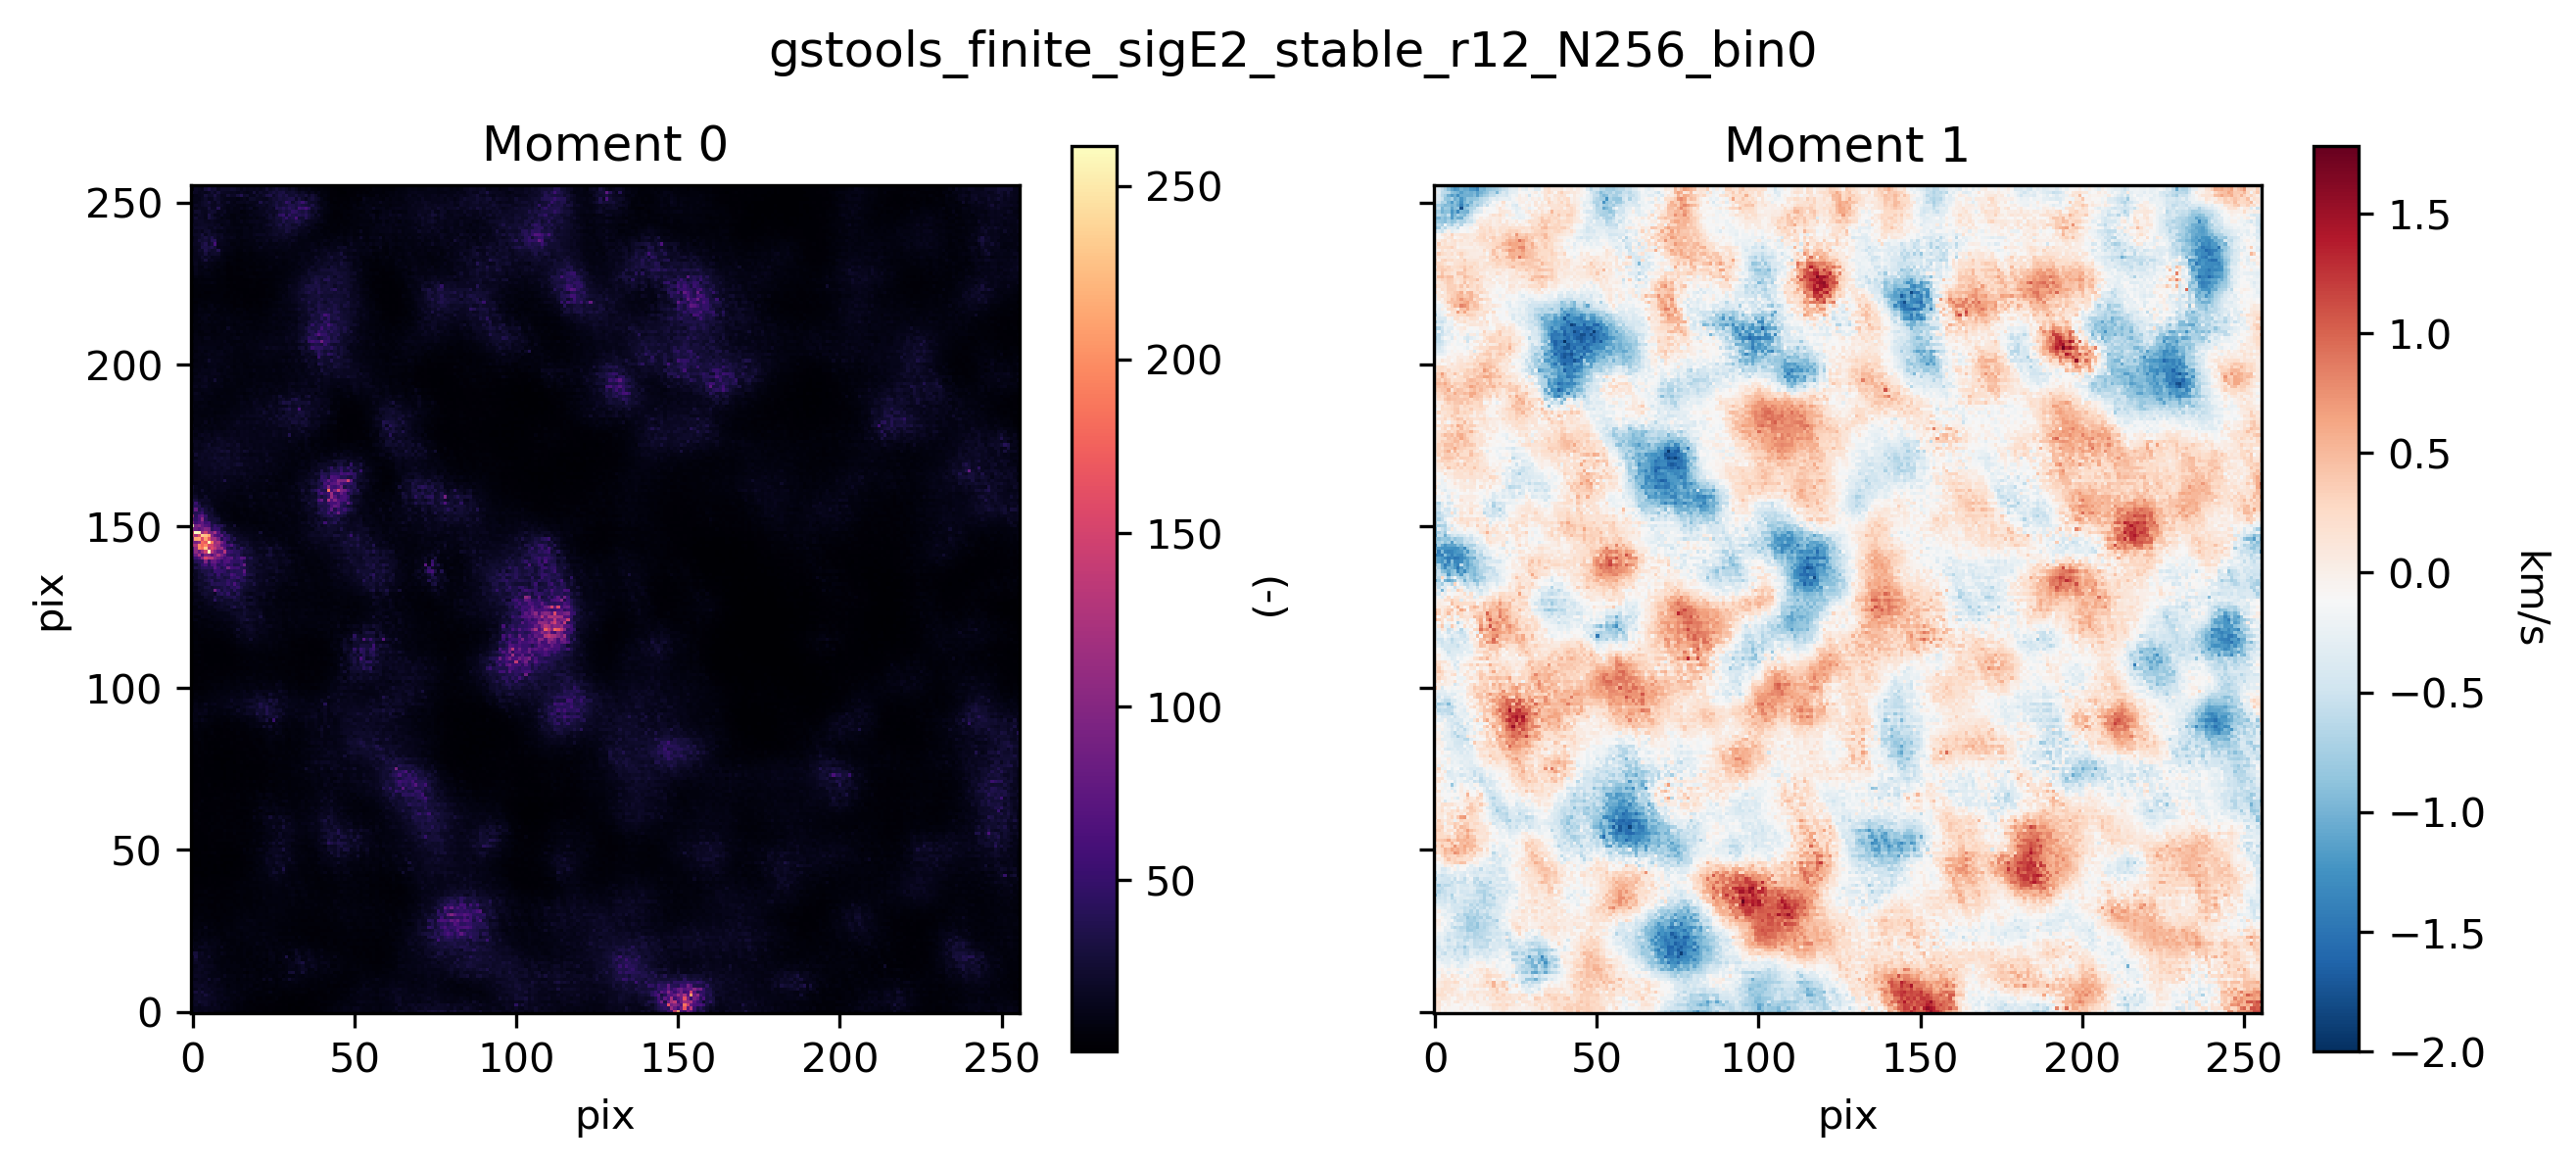 gstools_finite_sigE2_stable_r12_N256_bin0
Moment 0
250
200
150
100
50
0
pix
0 50 100 150 200 250
pix
250
200
150
100
50
(-)
Moment 1
0 50 100 150 200 250
pix
1.5
1.0
0.5
0.0
−0.5
−1.0
−1.5
−2.0
km/s